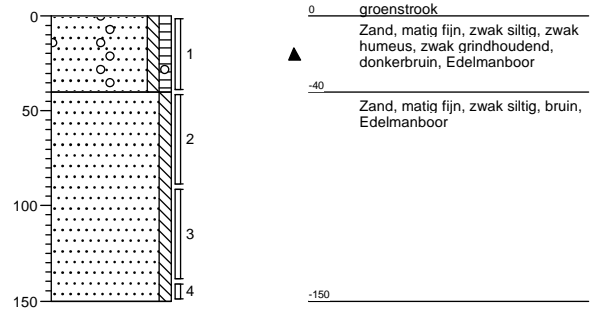 0
50
100
150
1
2
3
4
0
groenstrook
Zand, matig fijn, zwak siltig, zwak
humeus, zwak grindhoudend,
donkerbruin, Edelmanboor
-40
Zand, matig fijn, zwak siltig, bruin,
Edelmanboor
-150